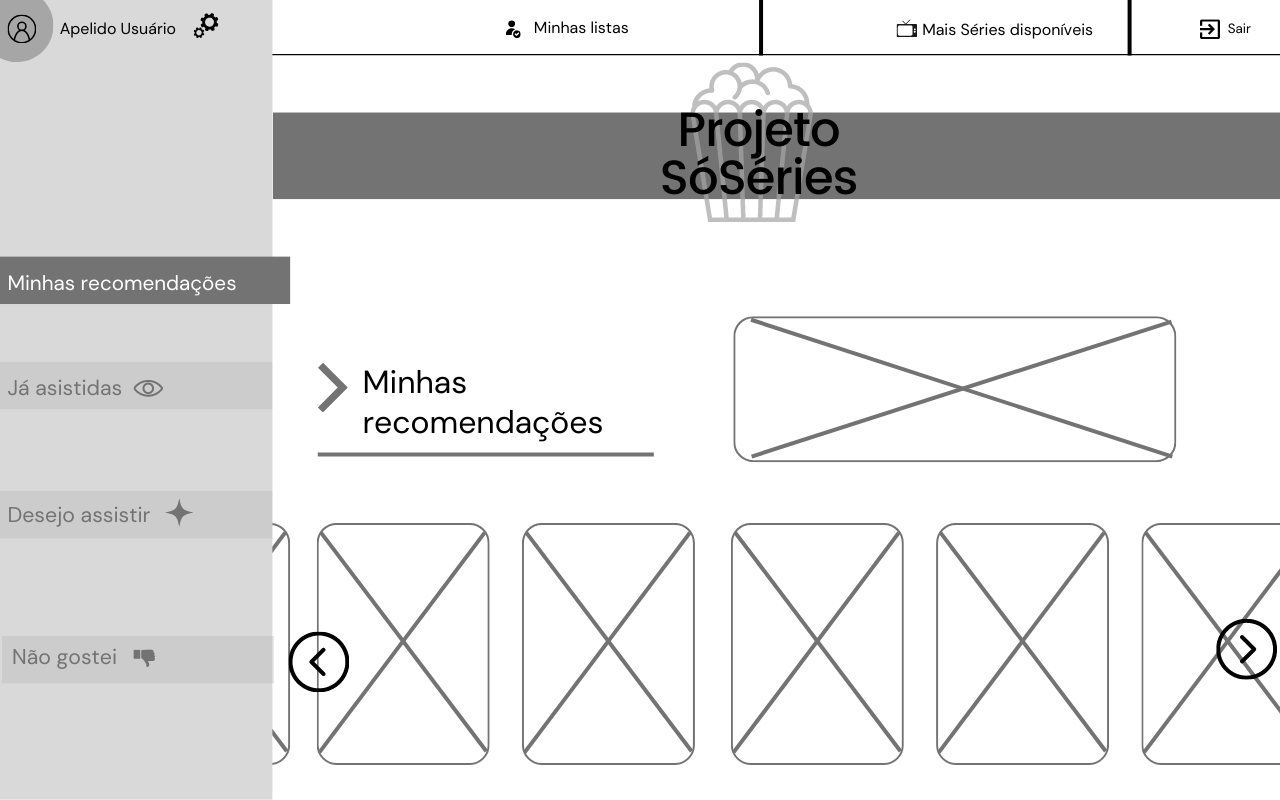 Apelido Usuário
Minhas listas
Mais Séries disponíveis
Sair
Projeto
SóSéries
Minhas recomendações
Já asistidas
Desejo assistir
Não gostei
Minhas
recomendações